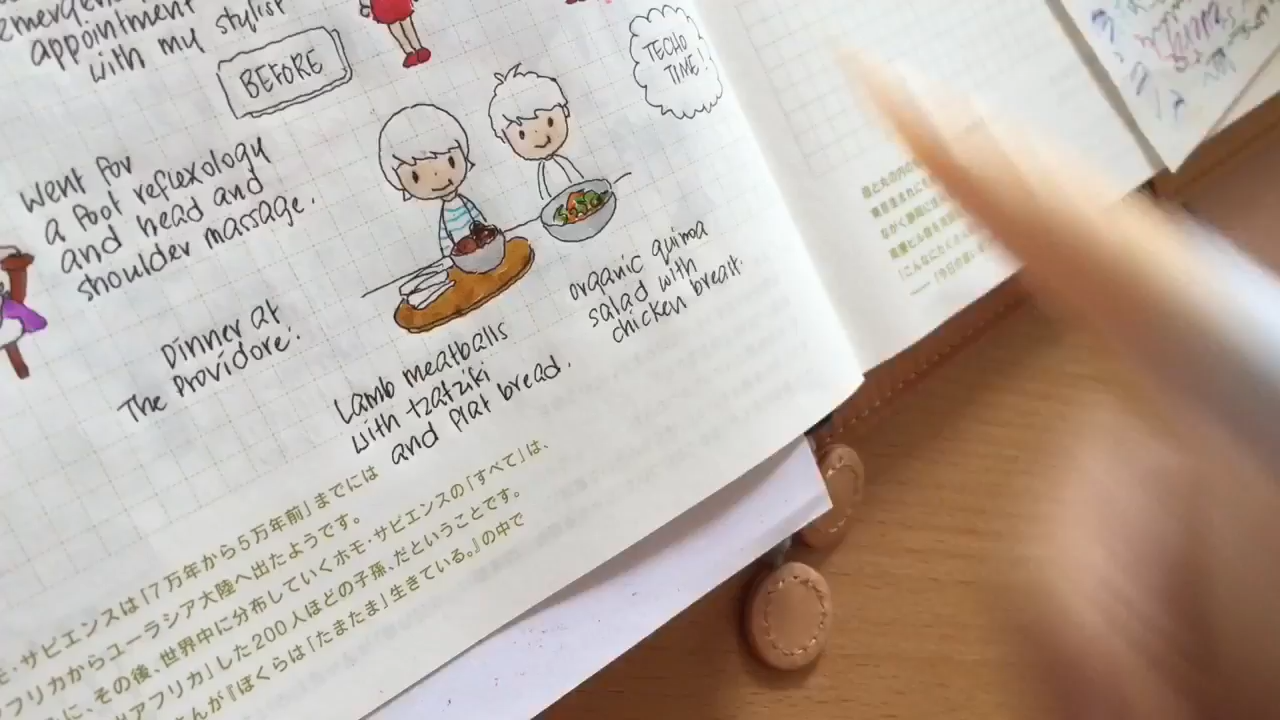 appointment
with my stylist
BEFORE
TECHO
TIME!
Went for
a foot reflexology
and head and
shoulder massage.
Dinner at
The Providore:
Lamb meatballs
with tzatziki
and flat bread.
organic quinoa
salad with
chicken breast.
サピエンスは「7万年から5万年前」までには
フリカからユーラシア大陸へ出たようです。
その後、世界中に分布していくホモ・サピエンスの「すべて」は、
アフリカ」した200人ほどの子孫、だということです。
んが『ぼくらは「たまたま」生きている。』の中で